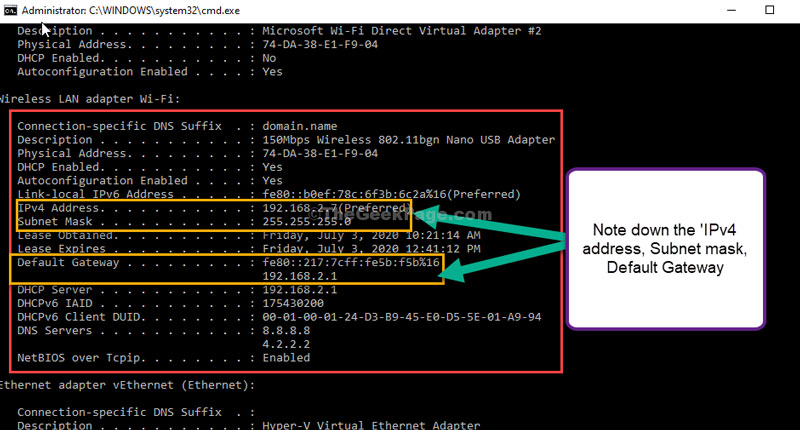 Administrator: C:\WINDOWS\system32\cmd.exe
Description . . . . . . . . . . . : Microsoft Wi-Fi Direct Virtual Adapter #2
Physical Address. . . . . . . . . : 74-DA-38-E1-F9-04
DHCP Enabled. . . . . . . . . . . : No
Autoconfiguration Enabled . . . . : Yes
Wireless LAN adapter Wi-Fi:
Connection-specific DNS Suffix  . : domain.name
Description . . . . . . . . . . . : 150Mbps Wireless 802.11bgn Nano USB Adapter
Physical Address. . . . . . . . . : 74-DA-38-E1-F9-04
DHCP Enabled. . . . . . . . . . . : Yes
Autoconfiguration Enabled . . . . : Yes
Link-local IPv6 Address . . . . . : fe80::b0ef:78c:6f3b:6c2a%16(Preferred)
IPv4 Address. . . . . . . . . . . : 192.168.2.7(Preferred)
©TheGeekPage.com
Subnet Mask . . . . . . . . . . . : 255.255.255.0
Lease Obtained. . . . . . . . . . : Friday, July 3, 2020 10:21:14 AM
Lease Expires . . . . . . . . . . : Friday, July 3, 2020 12:41:12 PM
Default Gateway . . . . . . . . . : fe80::217:7cff:fe5b:f5b%16
192.168.2.1
DHCP Server . . . . . . . . . . . : 192.168.2.1
DHCPv6 IAID . . . . . . . . . . . : 175430200
DHCPv6 Client DUID. . . . . . . . : 00-01-00-01-24-D3-B9-45-E0-D5-5E-01-A9-94
DNS Servers . . . . . . . . . . . : 8.8.8.8
4.2.2.2
NetBIOS over Tcpip. . . . . . . . : Enabled
Ethernet adapter vEthernet (Ethernet):
Connection-specific DNS Suffix  . :
Description . . . . . . . . . . . : Hyper-V Virtual Ethernet Adapter
Note down the 'IPv4
address, Subnet mask,
Default Gateway